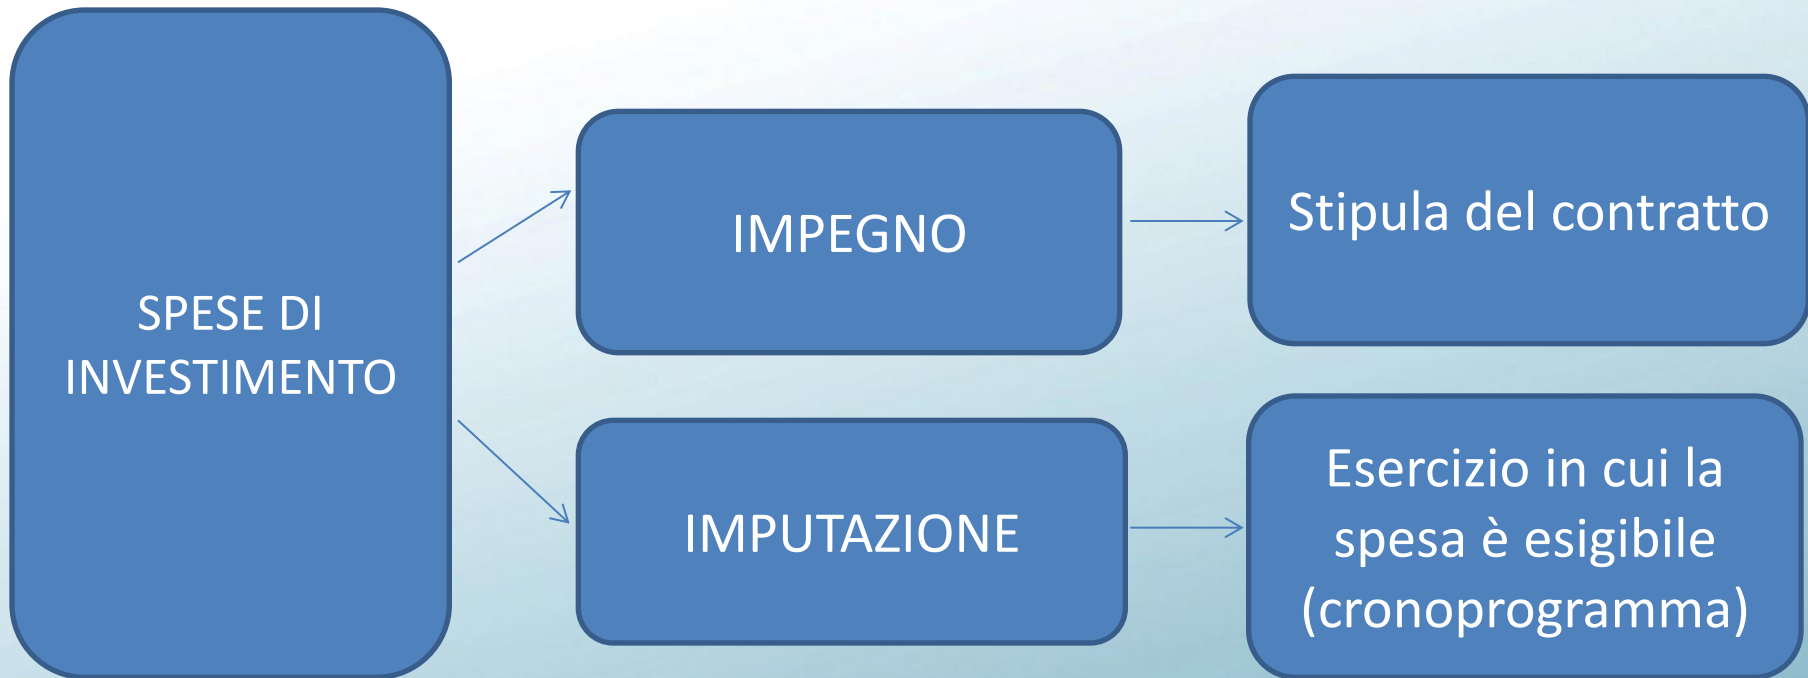 SPESE DI
INVESTIMENTO
IMPEGNO
Stipula del contratto
IMPUTAZIONE
Esercizio in cui la
spesa è esigibile
(cronoprogramma)